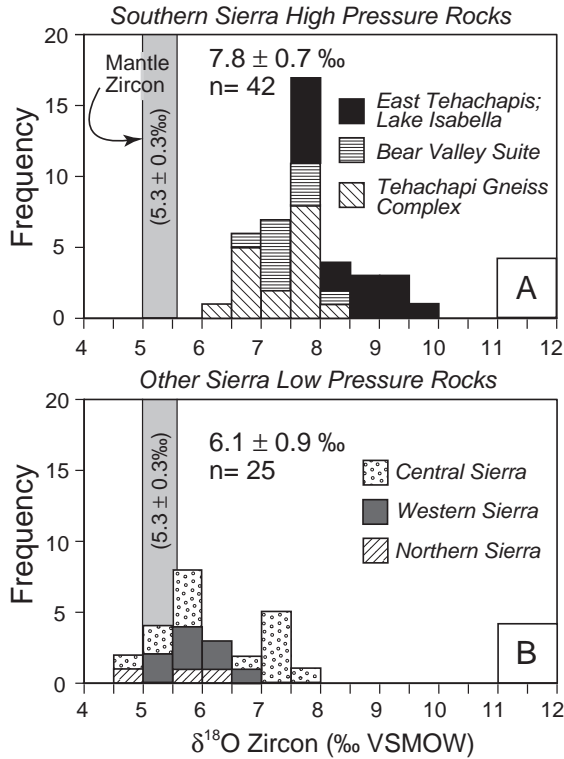 Southern Sierra High Pressure Rocks
20
15
10
5
0
Frequency
Mantle
Zircon
(5.3 ± 0.3‰)
7.8 ± 0.7 ‰
n= 42
East Tehachapis;
Lake Isabella
Bear Valley Suite
Tehachapi Gneiss
Complex
A
4 5 6 7 8 9 10 11 12
Other Sierra Low Pressure Rocks
20
15
10
5
0
Frequency
(5.3 ± 0.3‰)
6.1 ± 0.9 ‰
n= 25
Central Sierra
Western Sierra
Northern Sierra
B
4 5 6 7 8 9 10 11 12
δ¹⁸O Zircon (‰ VSMOW)